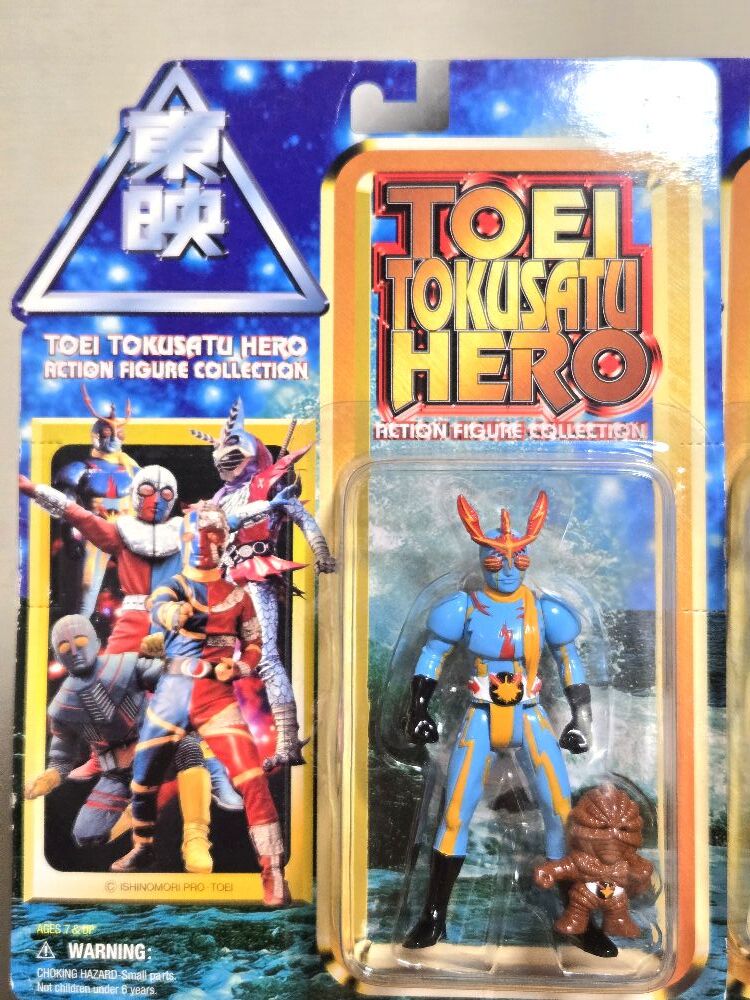 東
映
TOEI TOKUSATU HERO
ACTION FIGURE COLLECTION
© ISHINOMORI PRO·TOEI
AGES 7 & UP
⚠ WARNING:
CHOKING HAZARD-Small parts.
Not children under 6 years.
TOEI
TOKUSATU
HERO
ACTION FIGURE COLLECTION